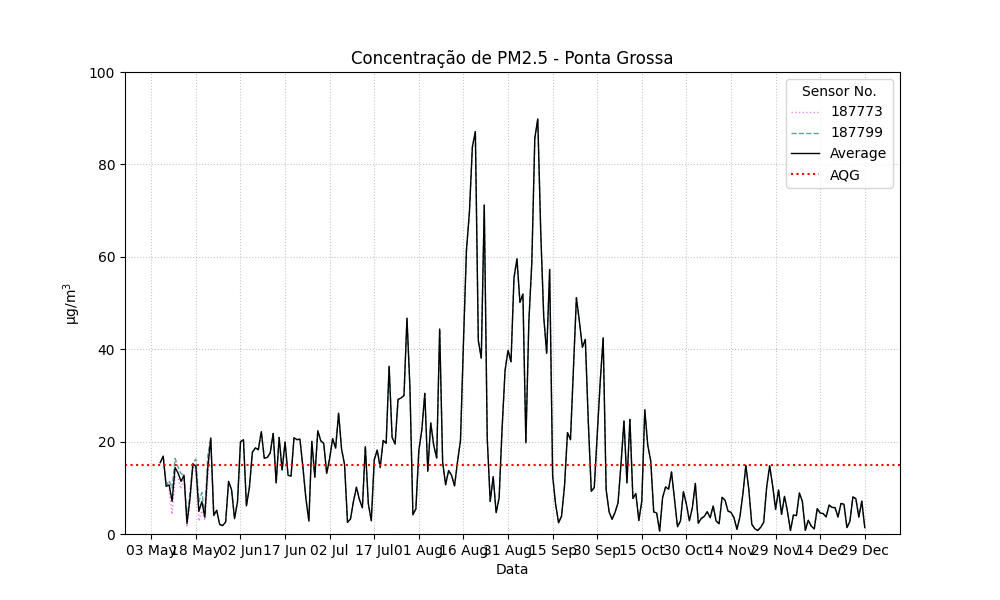 Concentração de PM2.5 - Ponta Grossa
Sensor No.
187773
187799
Average
AQG
100
80
60
40
20
0
µg/m³
03 May 18 May 02 Jun 17 Jun 02 Jul 17 Jul 01 Aug 16 Aug 31 Aug 15 Sep 30 Sep 15 Oct 30 Oct 14 Nov 29 Nov 14 Dec 29 Dec
Data